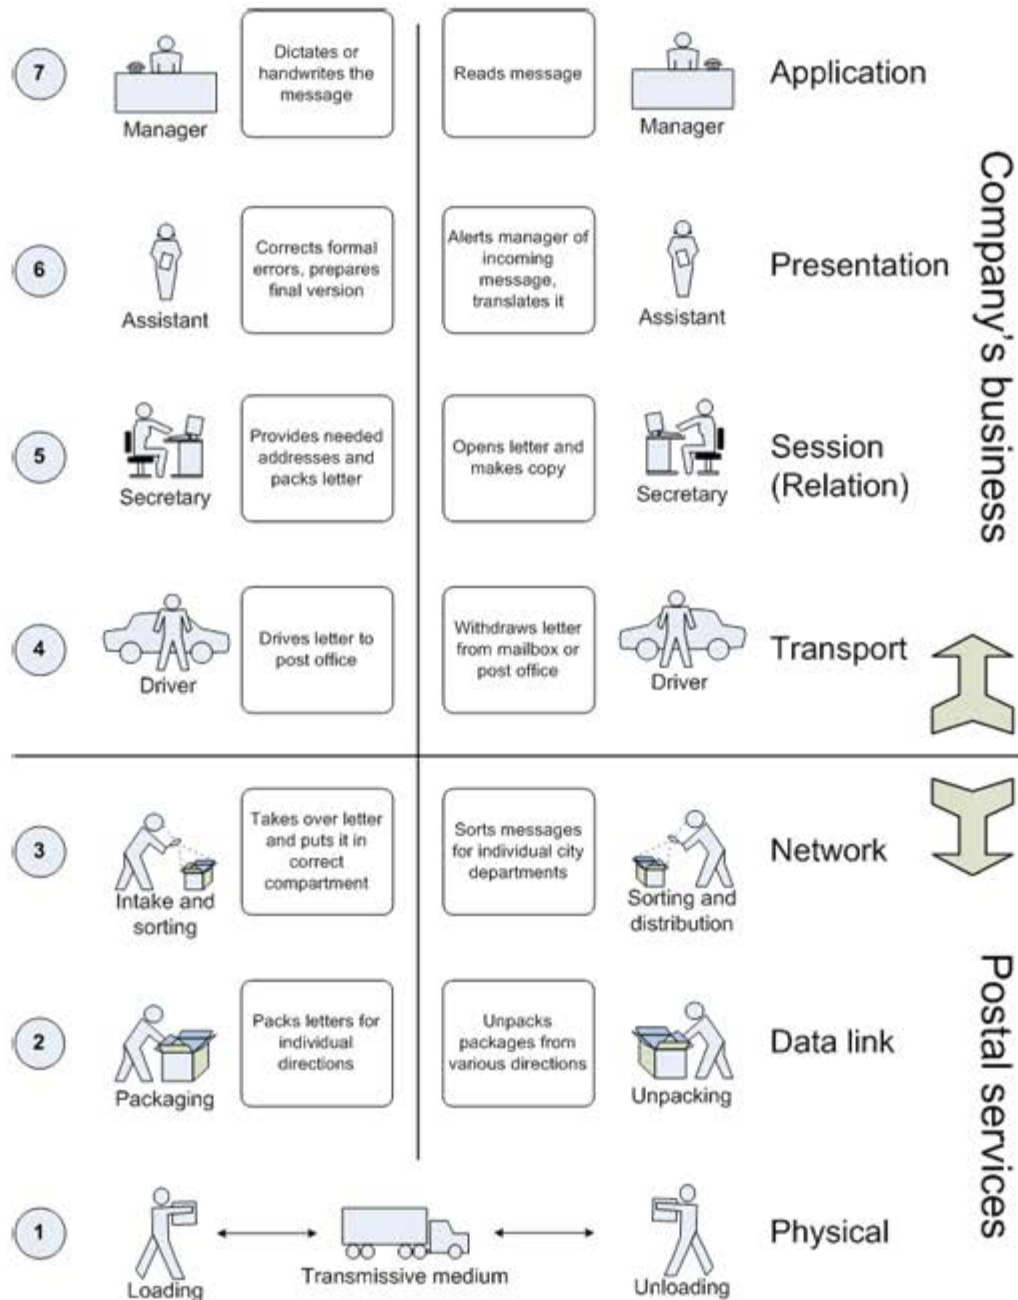 7
Manager
Dictates or
handwrites the
message
Reads message
Manager
Application
6
Assistant
Corrects formal
errors, prepares
final version
Alerts manager of
incoming
message,
translates it
Assistant
Presentation
5
Secretary
Provides needed
addresses and
packs letter
Opens letter and
makes copy
Secretary
Session
(Relation)
Company's business
4
Driver
Drives letter to
post office
Withdraws letter
from mailbox or
post office
Driver
Transport
3
Intake and
sorting
Takes over letter
and puts it in
correct
compartment
Sorts messages
for individual city
departments
Sorting and
distribution
Network
2
Packaging
Packs letters for
individual
directions
Unpacks
packages from
various directions
Unpacking
Data link
1
Loading
Transmissive medium
Unloading
Physical
Postal services